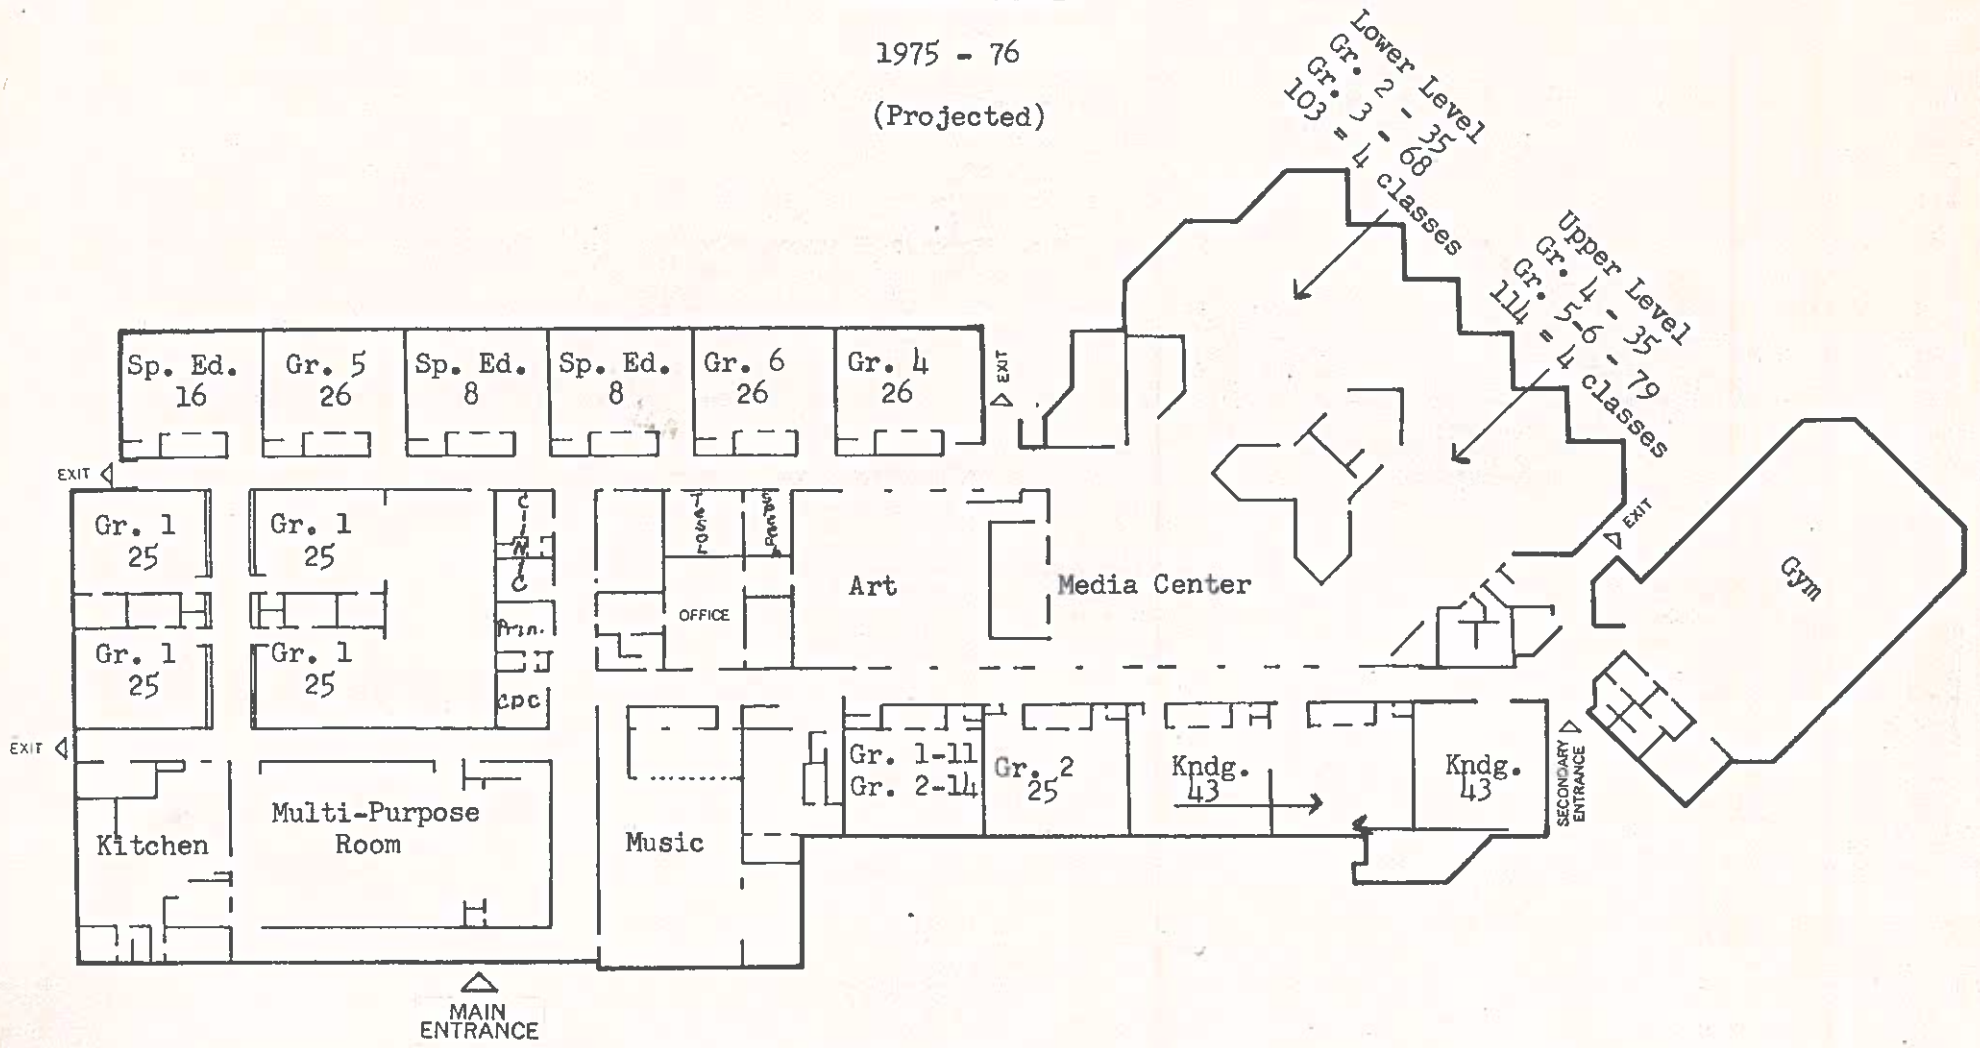 1975 - 76
(Projected)
Lower Level
Gr. 2 - 35
Gr. 3 - 68
103 = 4 classes
Upper Level
Gr. 4 - 35
Gr. 5-6 - 79
114 = 4 classes
Sp. Ed.
16
Gr. 5
26
Sp. Ed.
8
Sp. Ed.
8
Gr. 6
26
Gr. 4
26
EXIT
EXIT
Gr. 1
25
Gr. 1
25
CLINIC
TESOL
Speech
EXIT
Gym
Art
Media Center
OFFICE
Prin.
Gr. 1
25
Gr. 1
25
CPC
EXIT
Gr. 1-11
Gr. 2-14
Gr. 2
25
Kndg.
43
Kndg.
43
SECONDARY
ENTRANCE
Multi-Purpose
Room
Kitchen
Music
MAIN
ENTRANCE